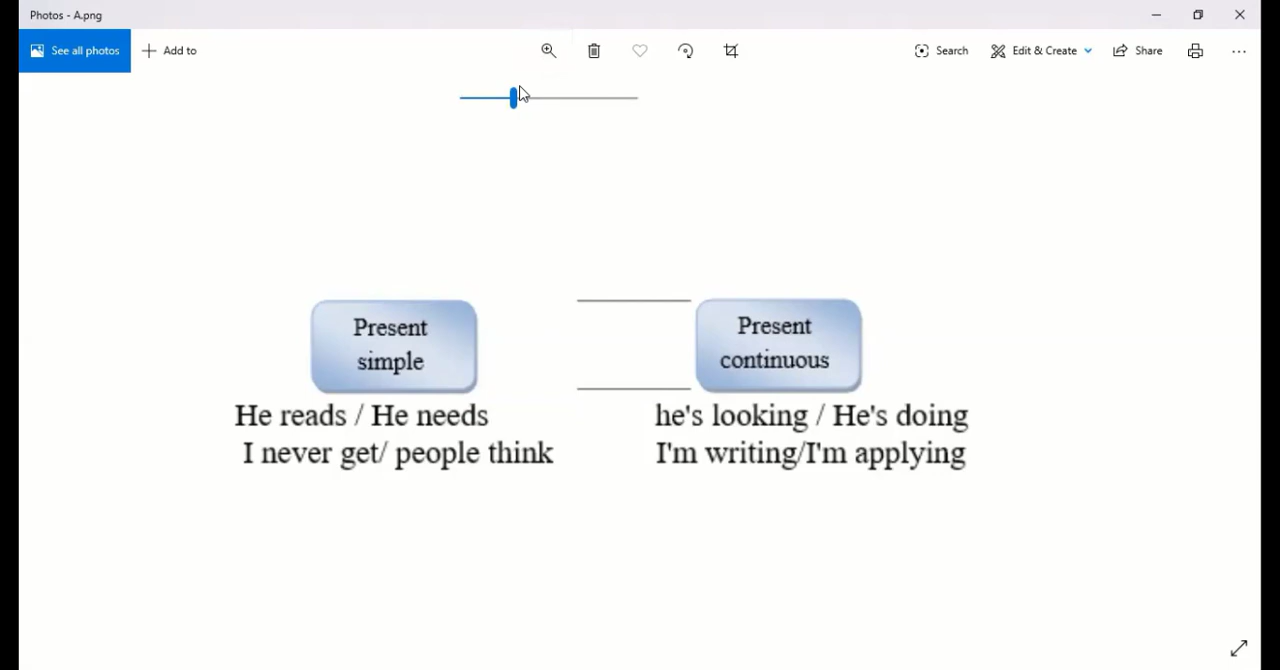 Photos - A.png
See all photos
Add to
Search
Edit & Create
Share
Present
simple
Present
continuous
He reads / He needs
he's looking / He's doing
I never get/ people think
I'm writing/I'm applying